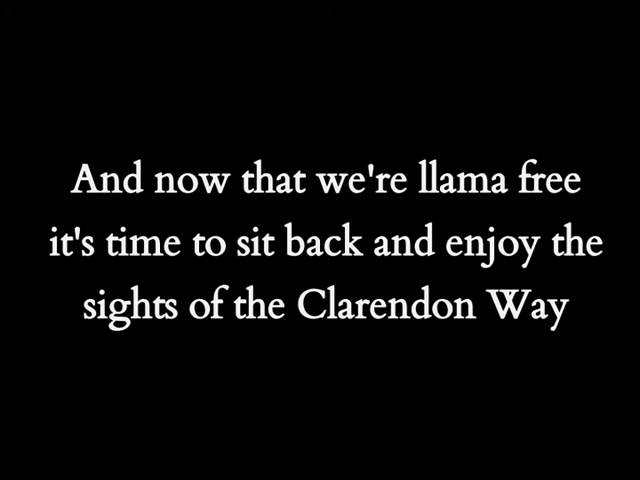 And now that we're llama free
it's time to sit back and enjoy the
sights of the Clarendon Way